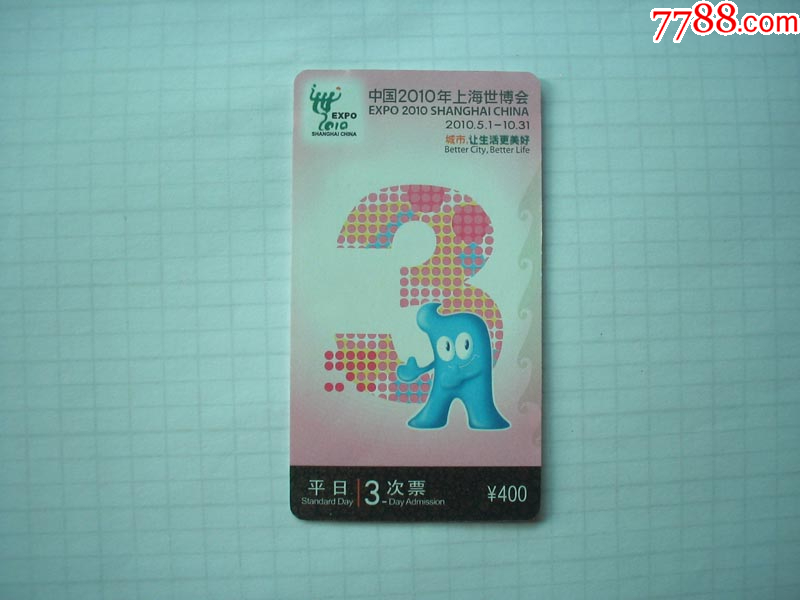 7788.com
EXPO
2010
SHANGHAI CHINA
中国2010年上海世博会
EXPO 2010 SHANGHAI CHINA
2010.5.1-10.31
城市,让生活更美好
Better City, Better Life
3
平日 3次票 ¥400
Standard Day 3-Day Admission